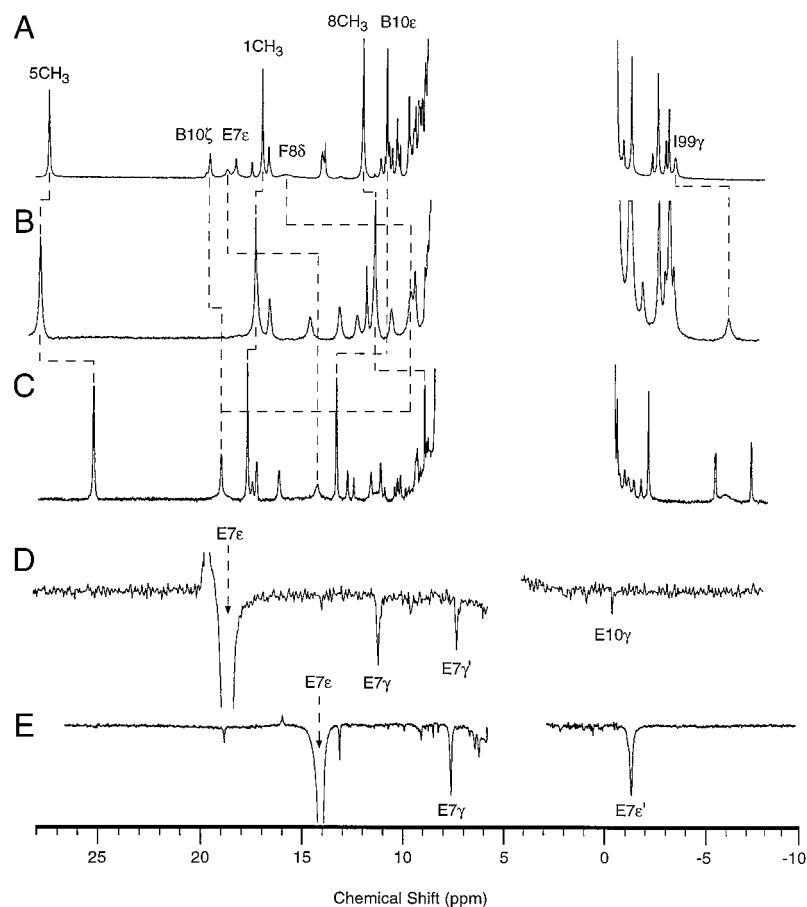 A
5CH₃
B10ζ
E7ε
1CH₃
F8δ
8CH₃
B10ε
I99γ
B
C
D
E7ε
E7γ
E7γ'
E10γ
E
E7ε
E7γ
E7ε'
25 20 15 10 5 0 -5 -10
Chemical Shift (ppm)